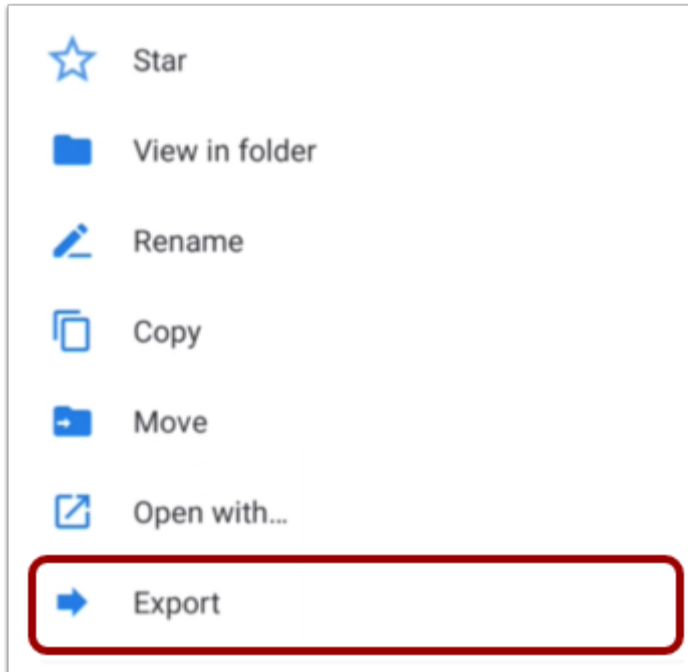 Star
View in folder
Rename
Copy
Move
Open with...
Export